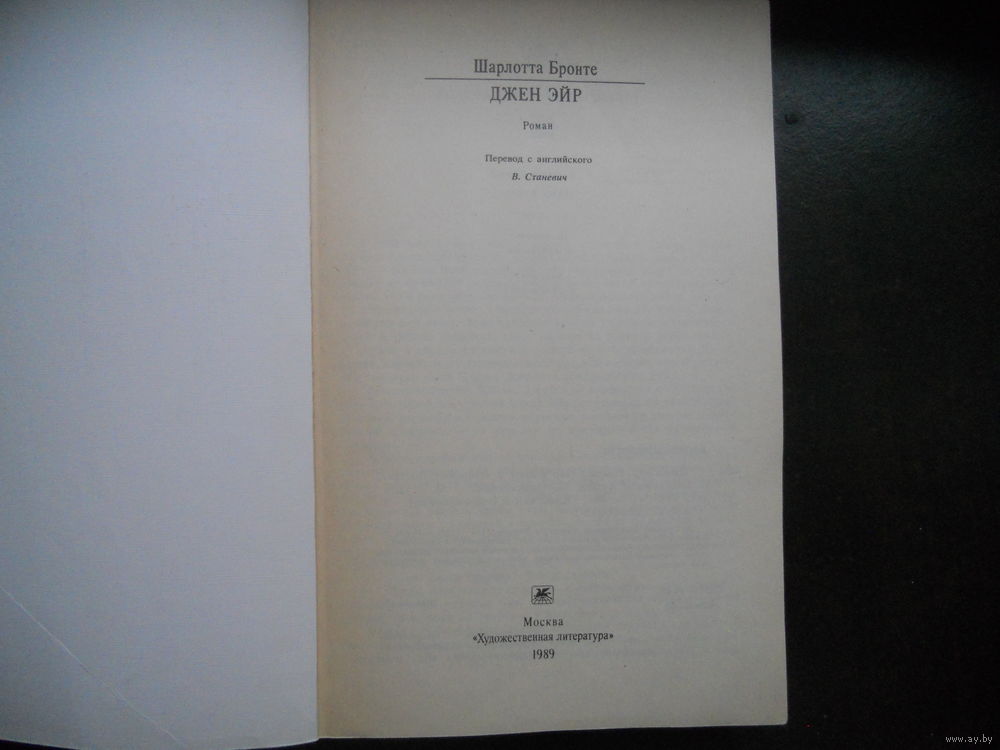 Шарлотта Бронте
ДЖЕН ЭЙР
Роман
Перевод с английского
В. Станевич
Москва
«Художественная литература»
1989
www.ay.by